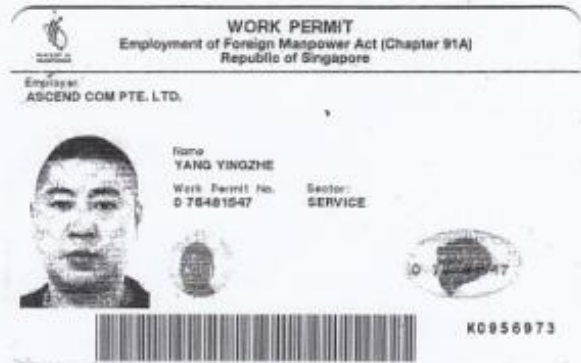 WORK PERMIT
Employment of Foreign Manpower Act (Chapter 91A)
Republic of Singapore
Employer:
ASCEND COM PTE. LTD.
Name
YANG YINGZHE
Work Permit No.
Sector:
0 76481547
SERVICE
K0956973